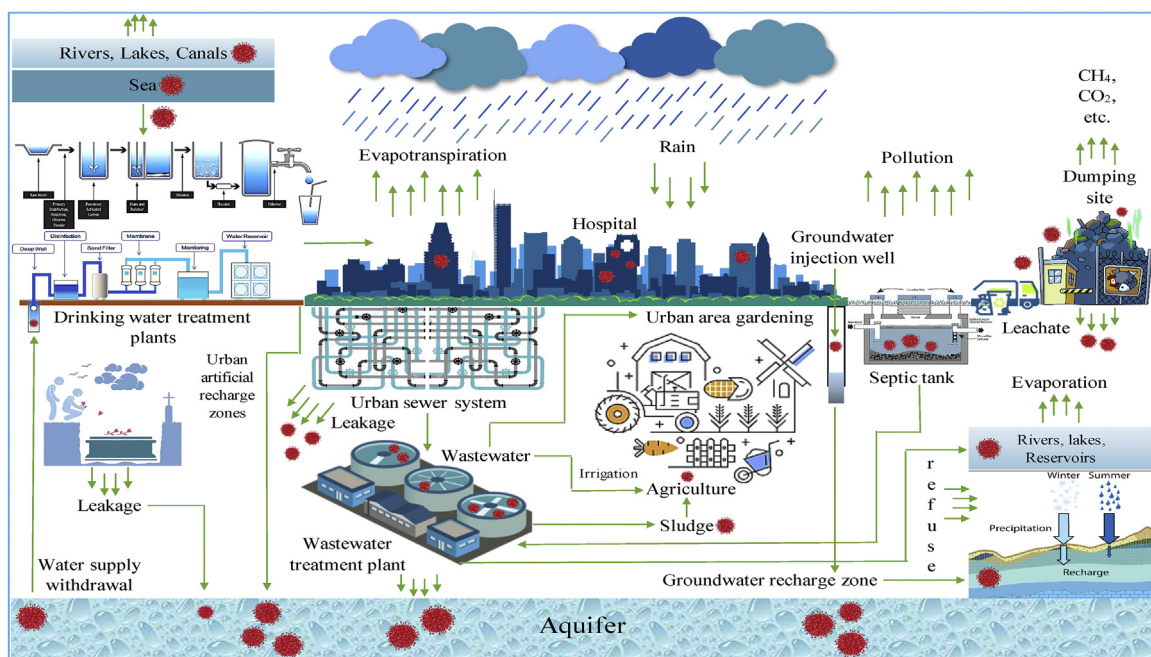 Rivers, Lakes, Canals
Sea
Evapotranspiration
Rain
Pollution
CH₄,
CO₂,
etc.
Dumping
site
Hospital
Groundwater
injection well
Deep Well
Disinfection
Sand Filter
Membrane
Monitoring
Water Reservoir
Drinking water treatment
plants
Urban
artificial
recharge
zones
Urban sewer system
Leakage
Urban area gardening
Septic tank
Leachate
Evaporation
Rivers, lakes,
Reservoirs
Winter
Summer
Precipitation
Recharge
refuse
Wastewater
Irrigation
Agriculture
Sludge
Wastewater
treatment plant
Leakage
Water supply
withdrawal
Groundwater recharge zone
Aquifer